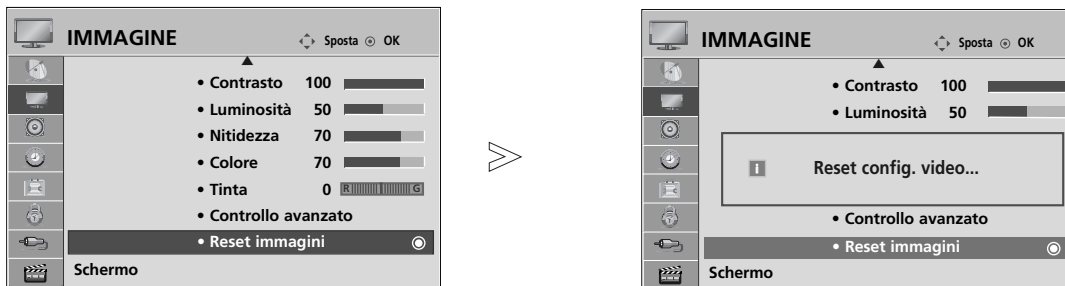 IMMAGINE
Sposta OK
• Contrasto 100
• Luminosità 50
• Nitidezza 70
• Colore 70
• Tinta 0 R G
• Controllo avanzato
• Reset immagini
Schermo
IMMAGINE
Sposta OK
• Contrasto 100
• Luminosità 50
i Reset config. video...
• Controllo avanzato
• Reset immagini
Schermo